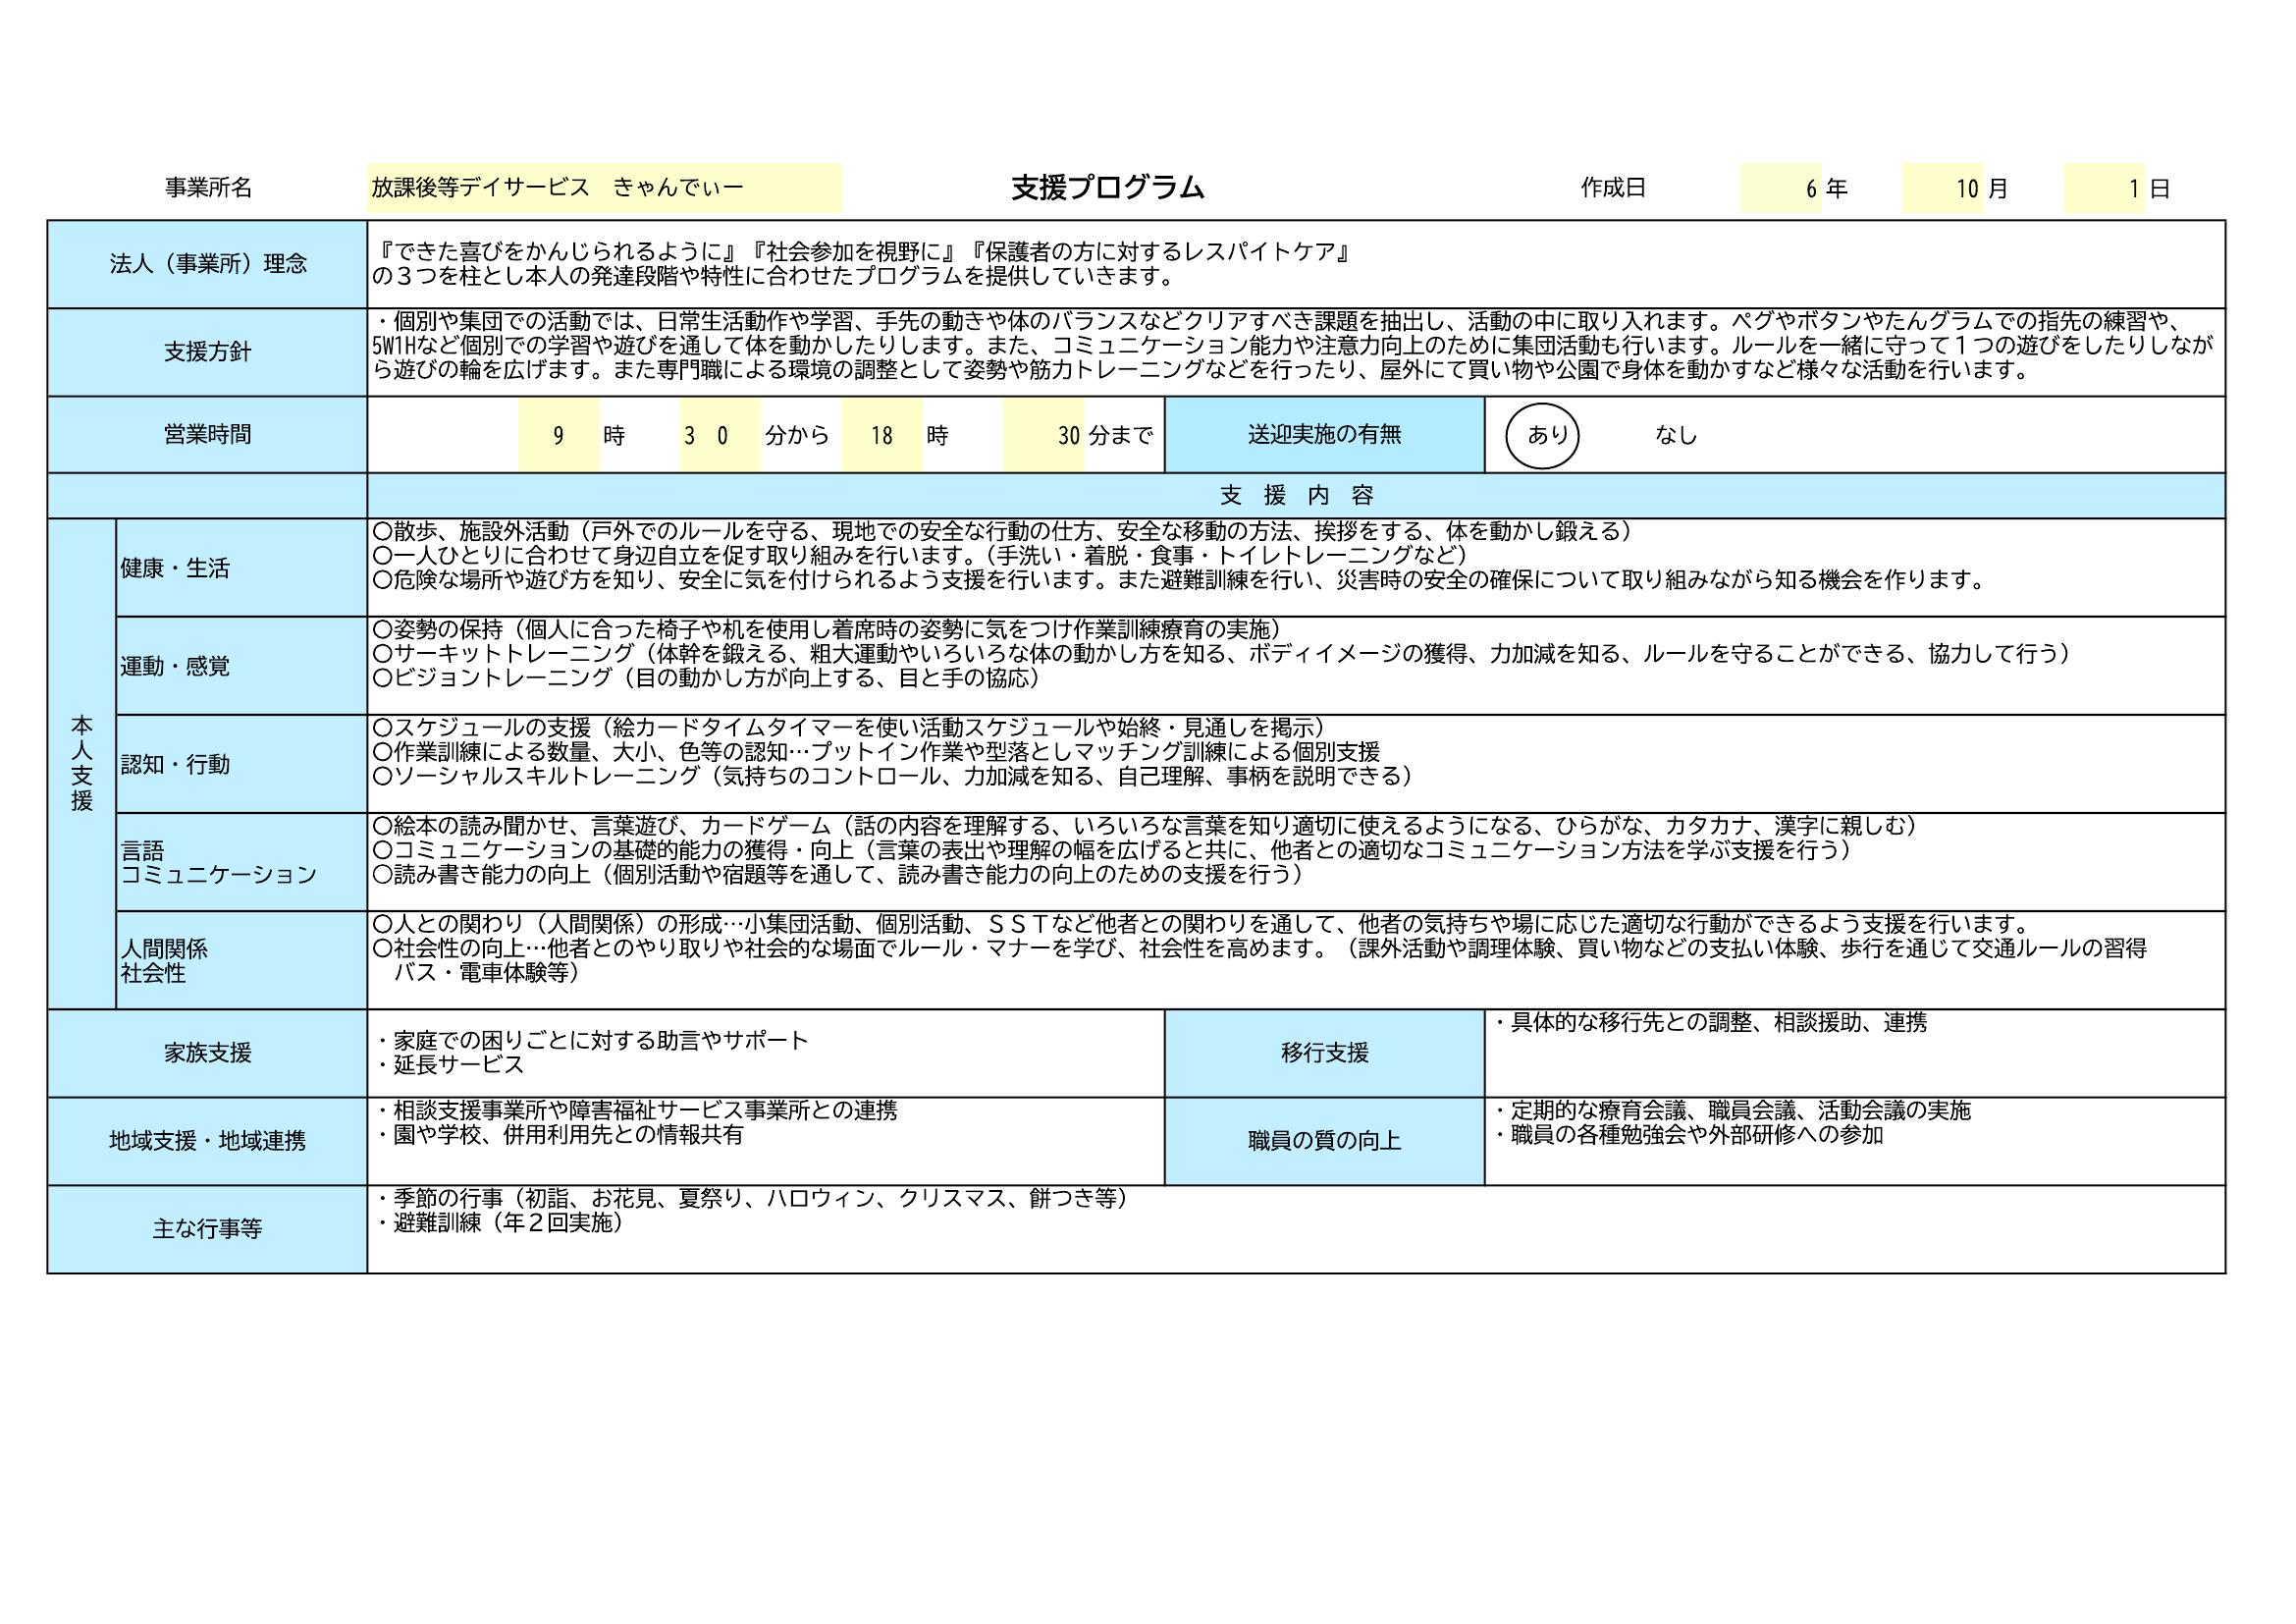 事業所名　放課後等デイサービス　きゃんでぃー　支援プログラム　作成日　6 年　10 月　1 日
法人（事業所）理念
『できた喜びをかんじられるように』『社会参加を視野に』『保護者の方に対するレスパイトケア』
の３つを柱とし本人の発達段階や特性に合わせたプログラムを提供していきます。
支援方針
・個別や集団での活動では、日常生活動作や学習、手先の動きや体のバランスなどクリアすべき課題を抽出し、活動の中に取り入れます。ペグやボタンやたんグラムでの指先の練習や、
5W1Hなど個別での学習や遊びを通して体を動かしたりします。また、コミュニケーション能力や注意力向上のために集団活動も行います。ルールを一緒に守って１つの遊びをしたりしなが
ら遊びの輪を広げます。また専門職による環境の調整として姿勢や筋力トレーニングなどを行ったり、屋外にて買い物や公園で身体を動かすなど様々な活動を行います。
営業時間　9 時　３０ 分から　18 時　30 分まで　送迎実施の有無　あり　なし
支　援　内　容
本人支援
健康・生活
〇散歩、施設外活動（戸外でのルールを守る、現地での安全な行動の仕方、安全な移動の方法、挨拶をする、体を動かし鍛える）
〇一人ひとりに合わせて身辺自立を促す取り組みを行います。（手洗い・着脱・食事・トイレトレーニングなど）
〇危険な場所や遊び方を知り、安全に気を付けられるよう支援を行います。また避難訓練を行い、災害時の安全の確保について取り組みながら知る機会を作ります。
運動・感覚
〇姿勢の保持（個人に合った椅子や机を使用し着席時の姿勢に気をつけ作業訓練療育の実施）
〇サーキットトレーニング（体幹を鍛える、粗大運動やいろいろな体の動かし方を知る、ボディイメージの獲得、力加減を知る、ルールを守ることができる、協力して行う）
〇ビジョントレーニング（目の動かし方が向上する、目と手の協応）
認知・行動
〇スケジュールの支援（絵カードタイムタイマーを使い活動スケジュールや始終・見通しを掲示）
〇作業訓練による数量、大小、色等の認知…プットイン作業や型落としマッチング訓練による個別支援
〇ソーシャルスキルトレーニング（気持ちのコントロール、力加減を知る、自己理解、事柄を説明できる）
言語
コミュニケーション
〇絵本の読み聞かせ、言葉遊び、カードゲーム（話の内容を理解する、いろいろな言葉を知り適切に使えるようになる、ひらがな、カタカナ、漢字に親しむ）
〇コミュニケーションの基礎的能力の獲得・向上（言葉の表出や理解の幅を広げると共に、他者との適切なコミュニケーション方法を学ぶ支援を行う）
〇読み書き能力の向上（個別活動や宿題等を通して、読み書き能力の向上のための支援を行う）
人間関係
社会性
〇人との関わり（人間関係）の形成…小集団活動、個別活動、ＳＳＴなど他者との関わりを通して、他者の気持ちや場に応じた適切な行動ができるよう支援を行います。
〇社会性の向上…他者とのやり取りや社会的な場面でルール・マナーを学び、社会性を高めます。（課外活動や調理体験、買い物などの支払い体験、歩行を通じて交通ルールの習得
　バス・電車体験等）
家族支援
・家庭での困りごとに対する助言やサポート
・延長サービス
移行支援
・具体的な移行先との調整、相談援助、連携
地域支援・地域連携
・相談支援事業所や障害福祉サービス事業所との連携
・園や学校、併用利用先との情報共有
職員の質の向上
・定期的な療育会議、職員会議、活動会議の実施
・職員の各種勉強会や外部研修への参加
主な行事等
・季節の行事（初詣、お花見、夏祭り、ハロウィン、クリスマス、餅つき等）
・避難訓練（年２回実施）